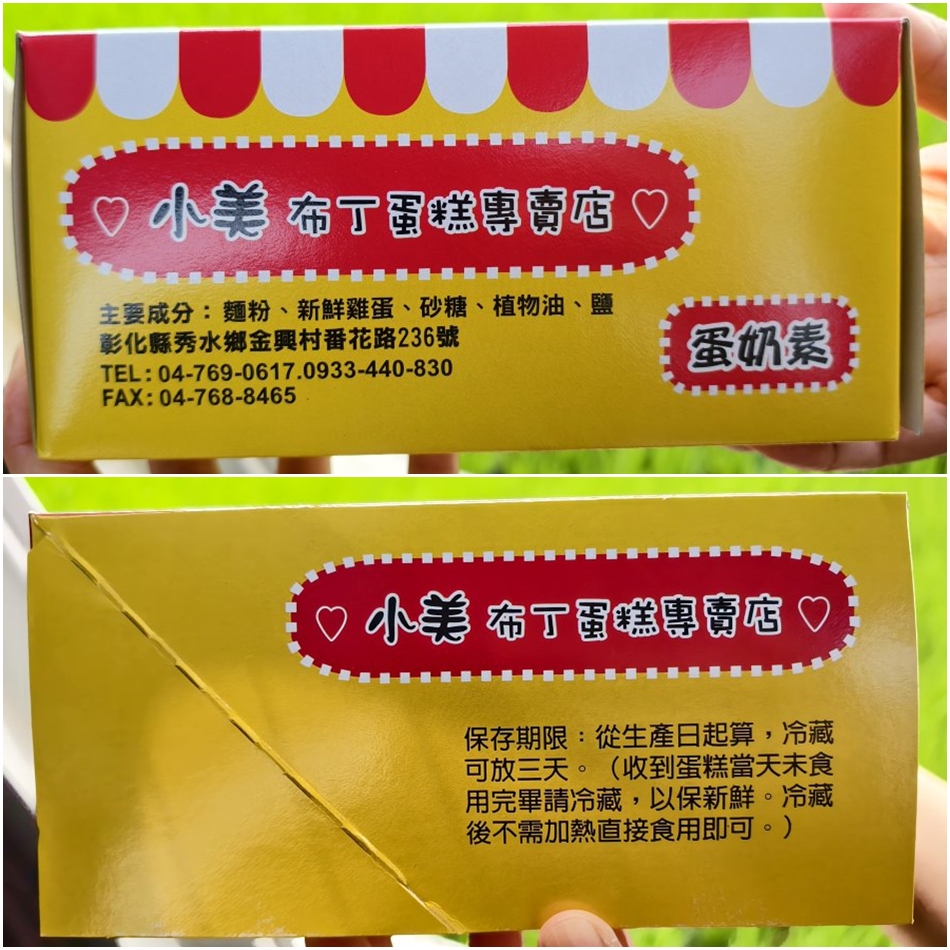 ♡ 小美 布丁蛋糕專賣店 ♡
主要成分：麵粉、新鮮雞蛋、砂糖、植物油、鹽
彰化縣秀水鄉金興村番花路236號
TEL:04-769-0617.0933-440-830
FAX:04-768-8465
蛋奶素
♡ 小美 布丁蛋糕專賣店 ♡
保存期限：從生產日起算，冷藏
可放三天。（收到蛋糕當天未食
用完畢請冷藏，以保新鮮。冷藏
後不需加熱直接食用即可。）